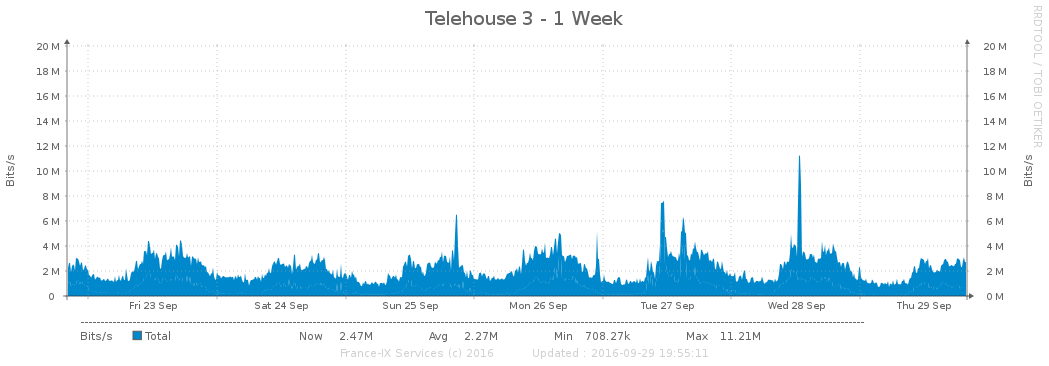 Telehouse 3 - 1 Week
RRDTOOL / TOBI OETIKER
Bits/s
Bits/s
20 M 20 M
18 M 18 M
16 M 16 M
14 M 14 M
12 M 12 M
10 M 10 M
8 M 8 M
6 M 6 M
4 M 4 M
2 M 2 M
0 0 M
Fri 23 Sep Sat 24 Sep Sun 25 Sep Mon 26 Sep Tue 27 Sep Wed 28 Sep Thu 29 Sep
Bits/s Total Now 2.47M Avg 2.27M Min 708.27k Max 11.21M
France-IX Services (c) 2016 Updated : 2016-09-29 19:55:11